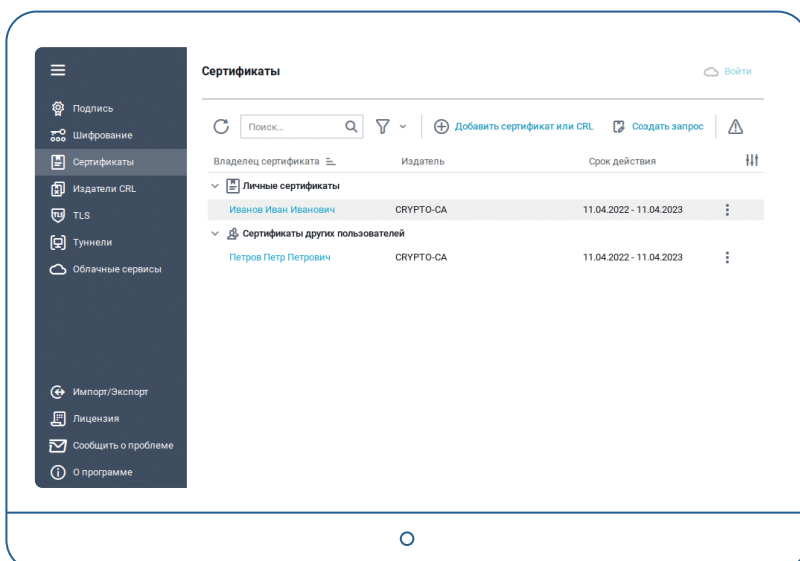 Сертификаты
Войти
Подпись
Шифрование
Сертификаты
Издатели CRL
TLS
TLS
Туннели
Облачные сервисы
Импорт/Экспорт
Лицензия
Сообщить о проблеме
О программе
Поиск...
Добавить сертификат или CRL
Создать запрос
Владелец сертификата Издатель Срок действия
Личные сертификаты
Иванов Иван Иванович CRYPTO-CA 11.04.2022 - 11.04.2023
Сертификаты других пользователей
Петров Петр Петрович CRYPTO-CA 11.04.2022 - 11.04.2023